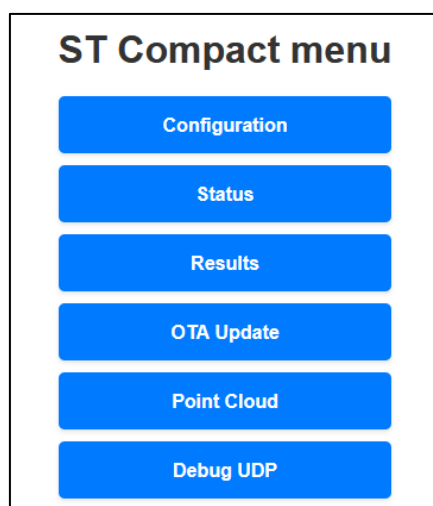 ST Compact menu
Configuration
Status
Results
OTA Update
Point Cloud
Debug UDP